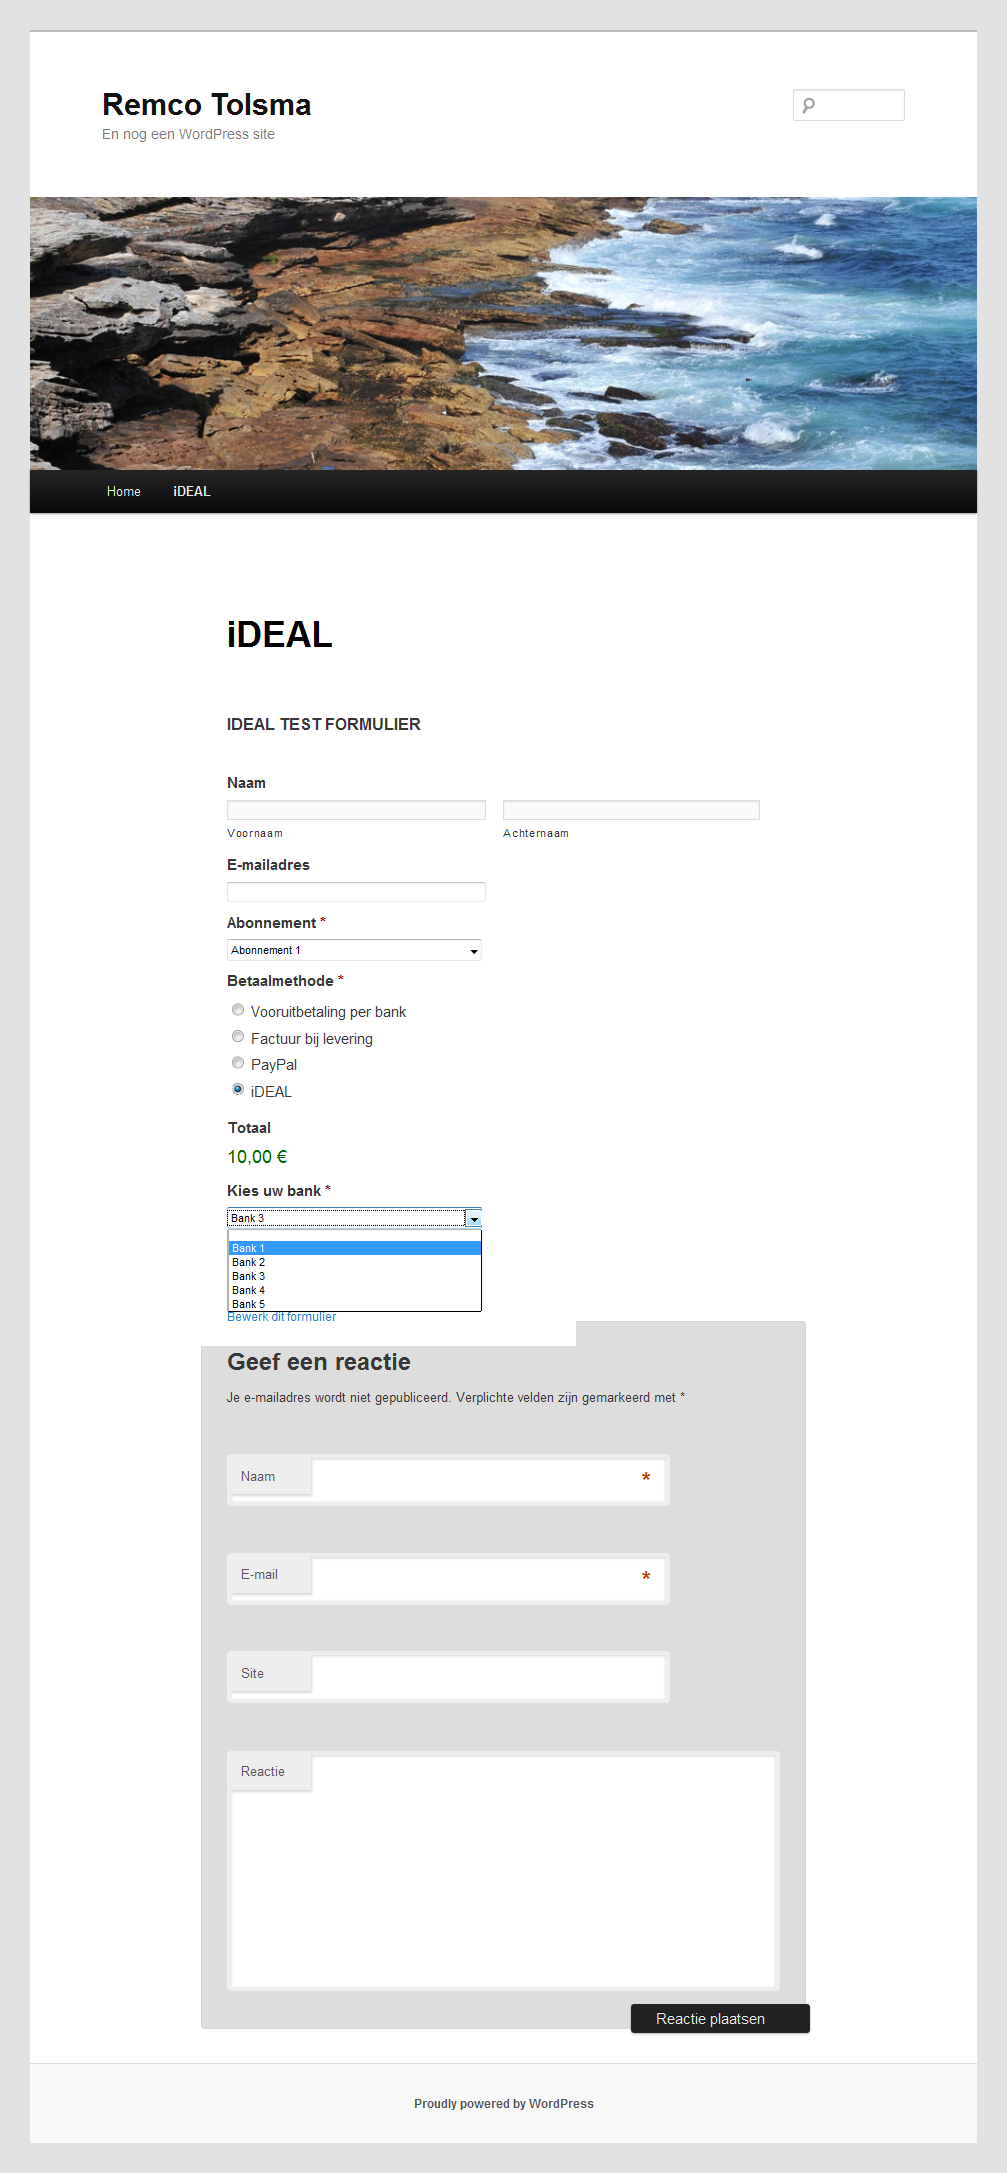 Remco Tolsma
En nog een WordPress site
Home iDEAL
iDEAL
IDEAL TEST FORMULIER
Naam
Voornaam Achternaam
E-mailadres
Abonnement *
Abonnement 1
Betaalmethode *
Vooruitbetaling per bank
Factuur bij levering
PayPal
iDEAL
Totaal
10,00 €
Kies uw bank *
Bank 3
Bank 1
Bank 2
Bank 3
Bank 4
Bank 5
Bewerk dit formulier
Geef een reactie
Je e-mailadres wordt niet gepubliceerd. Verplichte velden zijn gemarkeerd met *
Naam *
E-mail *
Site
Reactie
Reactie plaatsen
Proudly powered by WordPress